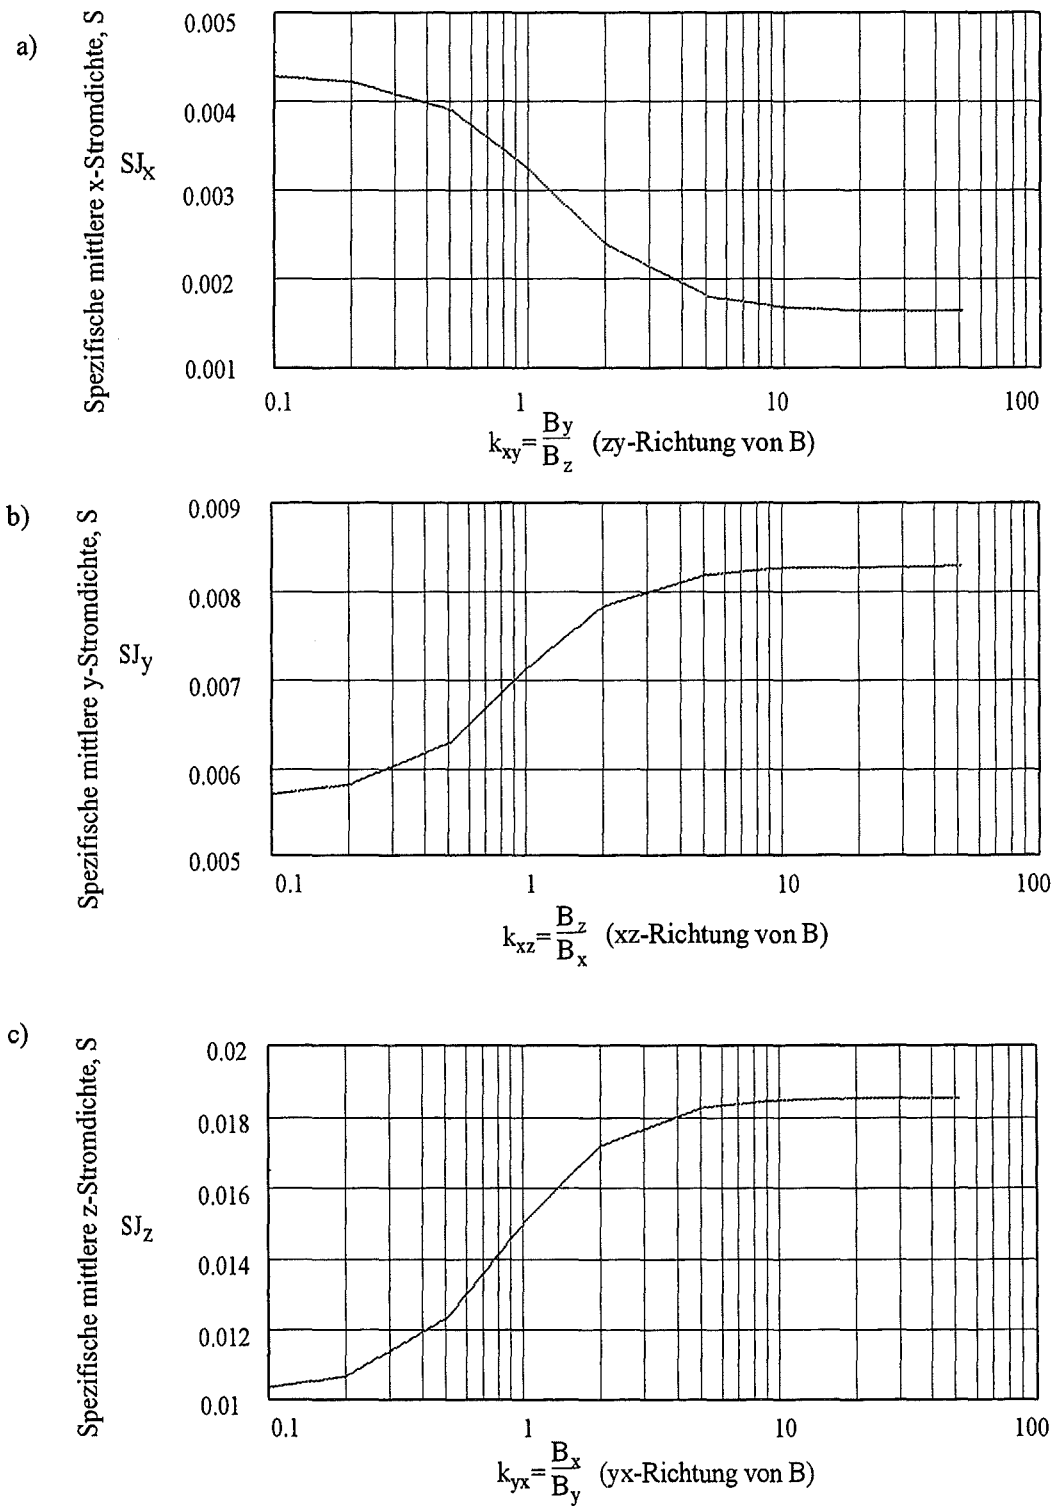 a)
Spezifische mittlere x-Stromdichte, S
SJx
0.005
0.004
0.003
0.002
0.001
0.1 1 10 100
kxy=By/Bz (zy-Richtung von B)
b)
Spezifische mittlere y-Stromdichte, S
SJy
0.009
0.008
0.007
0.006
0.005
0.1 1 10 100
kxz=Bz/Bx (xz-Richtung von B)
c)
Spezifische mittlere z-Stromdichte, S
SJz
0.02
0.018
0.016
0.014
0.012
0.01
0.1 1 10 100
kyx=Bx/By (yx-Richtung von B)